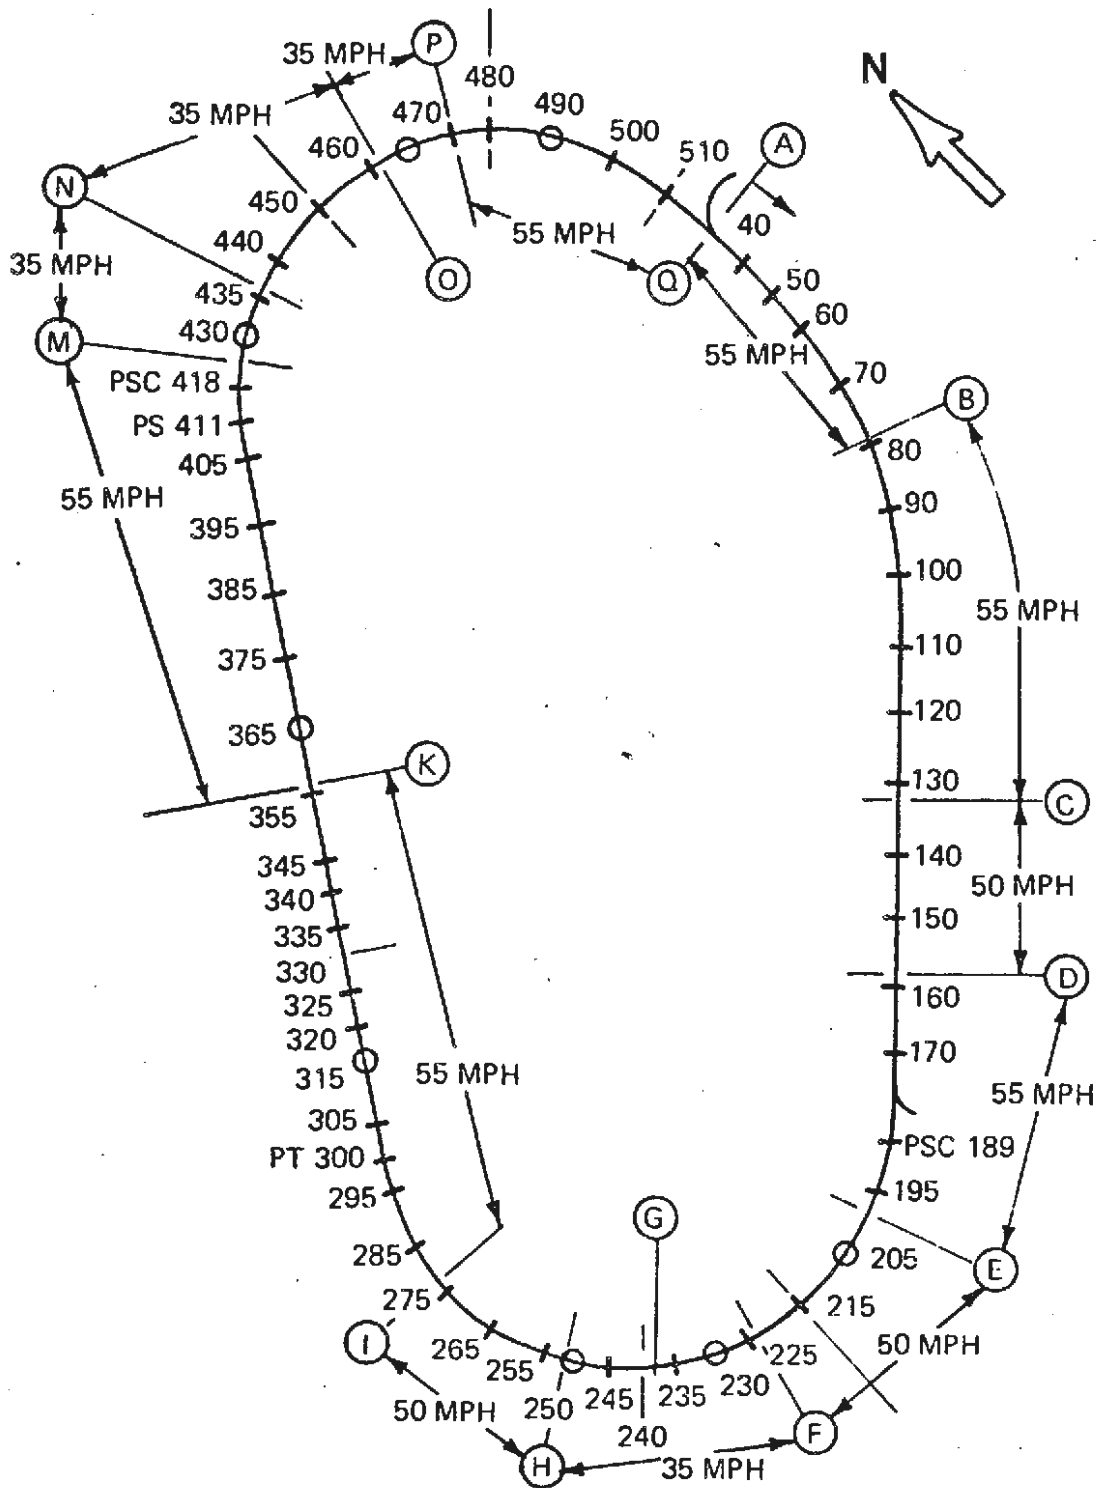 P
35 MPH
480
N
490
35 MPH
470
500
510
A
460
N
450
40
55 MPH
440
O
Q
50
35 MPH
435
60
430
M
55 MPH
70
PSC 418
B
PS 411
80
405
55 MPH
90
395
100
385
55 MPH
110
375
120
365
K
130
355
C
345
140
340
50 MPH
150
335
330
D
325
160
320
170
315
55 MPH
55 MPH
305
PSC 189
PT 300
295
195
G
285
205
E
275
215
I
265
225
50 MPH
255
230
235
245
250
50 MPH
240
F
H
35 MPH